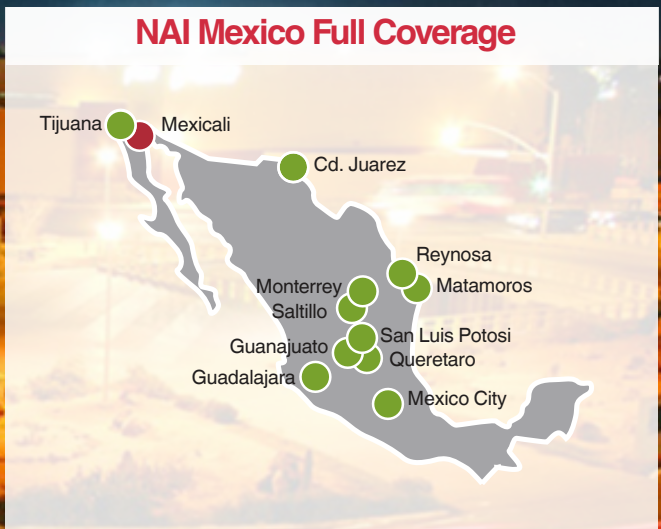 NAI Mexico Full Coverage
Tijuana
Mexicali
Cd. Juarez
Reynosa
Monterrey
Matamoros
Saltillo
San Luis Potosi
Guanajuato
Queretaro
Guadalajara
Mexico City